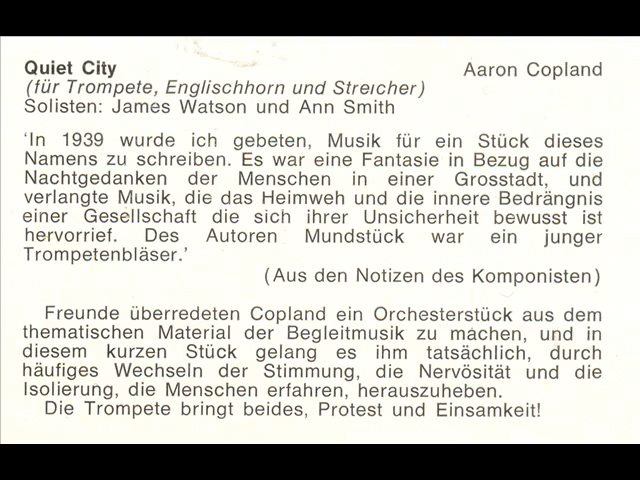 Quiet City Aaron Copland
(für Trompete, Englischhorn und Streicher)
Solisten: James Watson und Ann Smith
'In 1939 wurde ich gebeten, Musik für ein Stück dieses
Namens zu schreiben. Es war eine Fantasie in Bezug auf die
Nachtgedanken der Menschen in einer Grosstadt, und
verlangte Musik, die das Heimweh und die innere Bedrängnis
einer Gesellschaft die sich ihrer Unsicherheit bewusst ist
hervorrief. Des Autoren Mundstück war ein junger
Trompetenbläser.'
(Aus den Notizen des Komponisten)
Freunde überredeten Copland ein Orchesterstück aus dem
thematischen Material der Begleitmusik zu machen, und in
diesem kurzen Stück gelang es ihm tatsächlich, durch
häufiges Wechseln der Stimmung, die Nervösität und die
Isolierung, die Menschen erfahren, herauszuheben.
Die Trompete bringt beides, Protest und Einsamkeit!